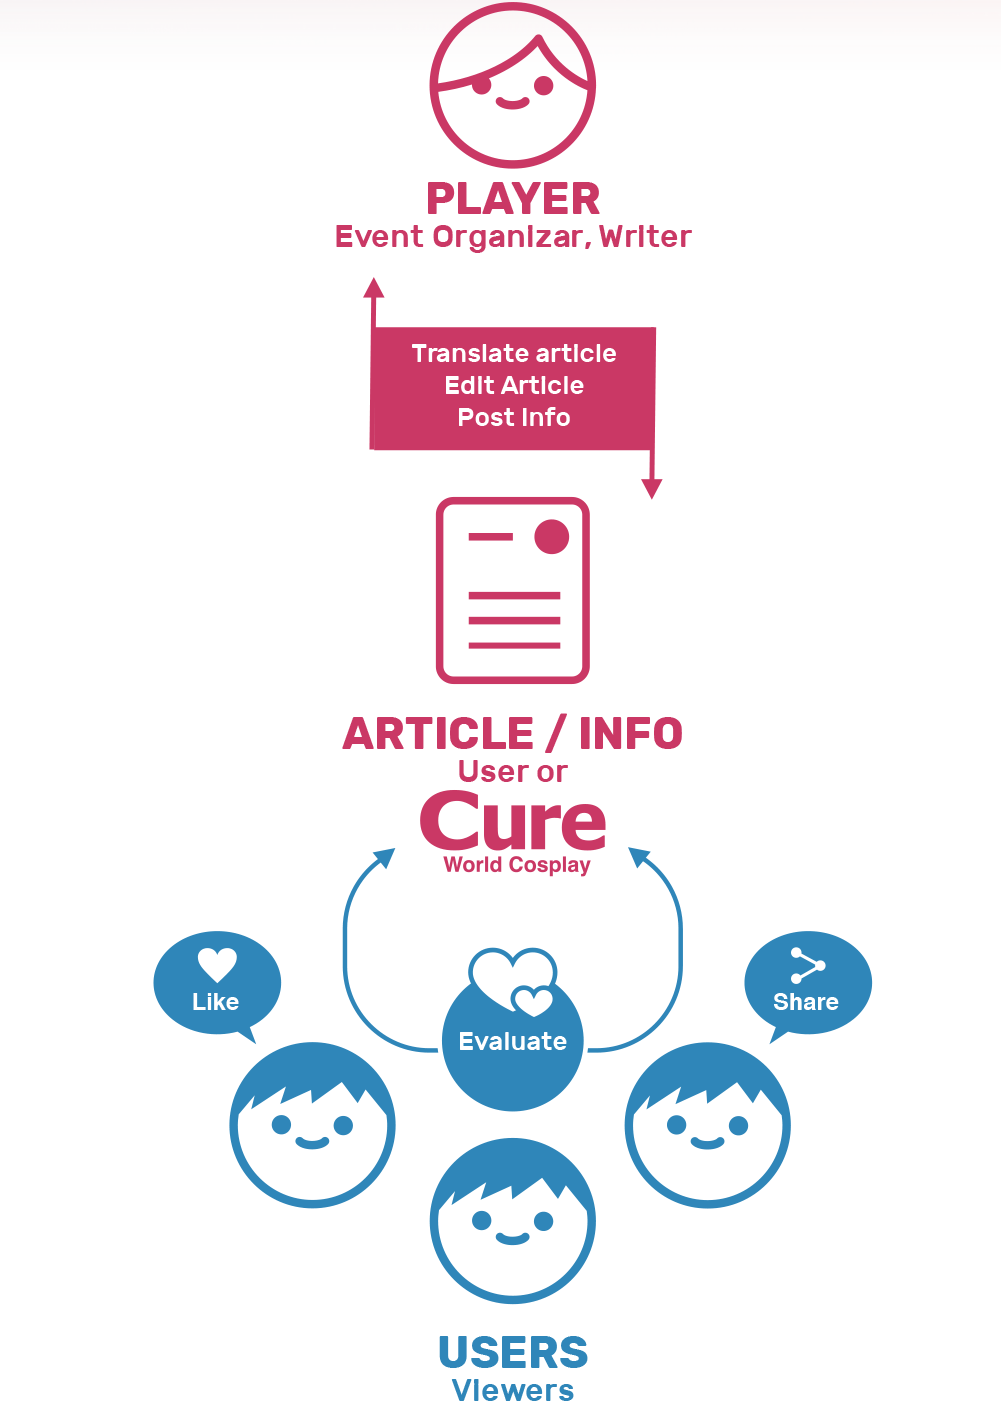 PLAYER
Event Organizar, Writer
Translate article
Edit Article
Post Info
ARTICLE / INFO
User or
Cure
World Cosplay
Like
Share
Evaluate
USERS
Viewers